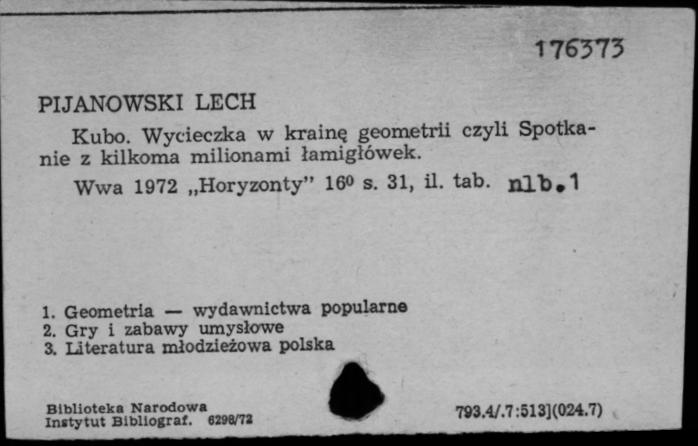 176373
PIJANOWSKI LECH
Kubo. Wycieczka w krainę geometrii czyli Spotka-
nie z kilkoma milionami łamigłówek.
Wwa 1972 „Horyzonty” 16⁰ s. 31, il. tab. nlb.1
1. Geometria — wydawnictwa popularne
2. Gry i zabawy umysłowe
3. Literatura młodzieżowa polska
Biblioteka Narodowa
Instytut Bibliograf. 6298/72
793.4/.7:513](024.7)